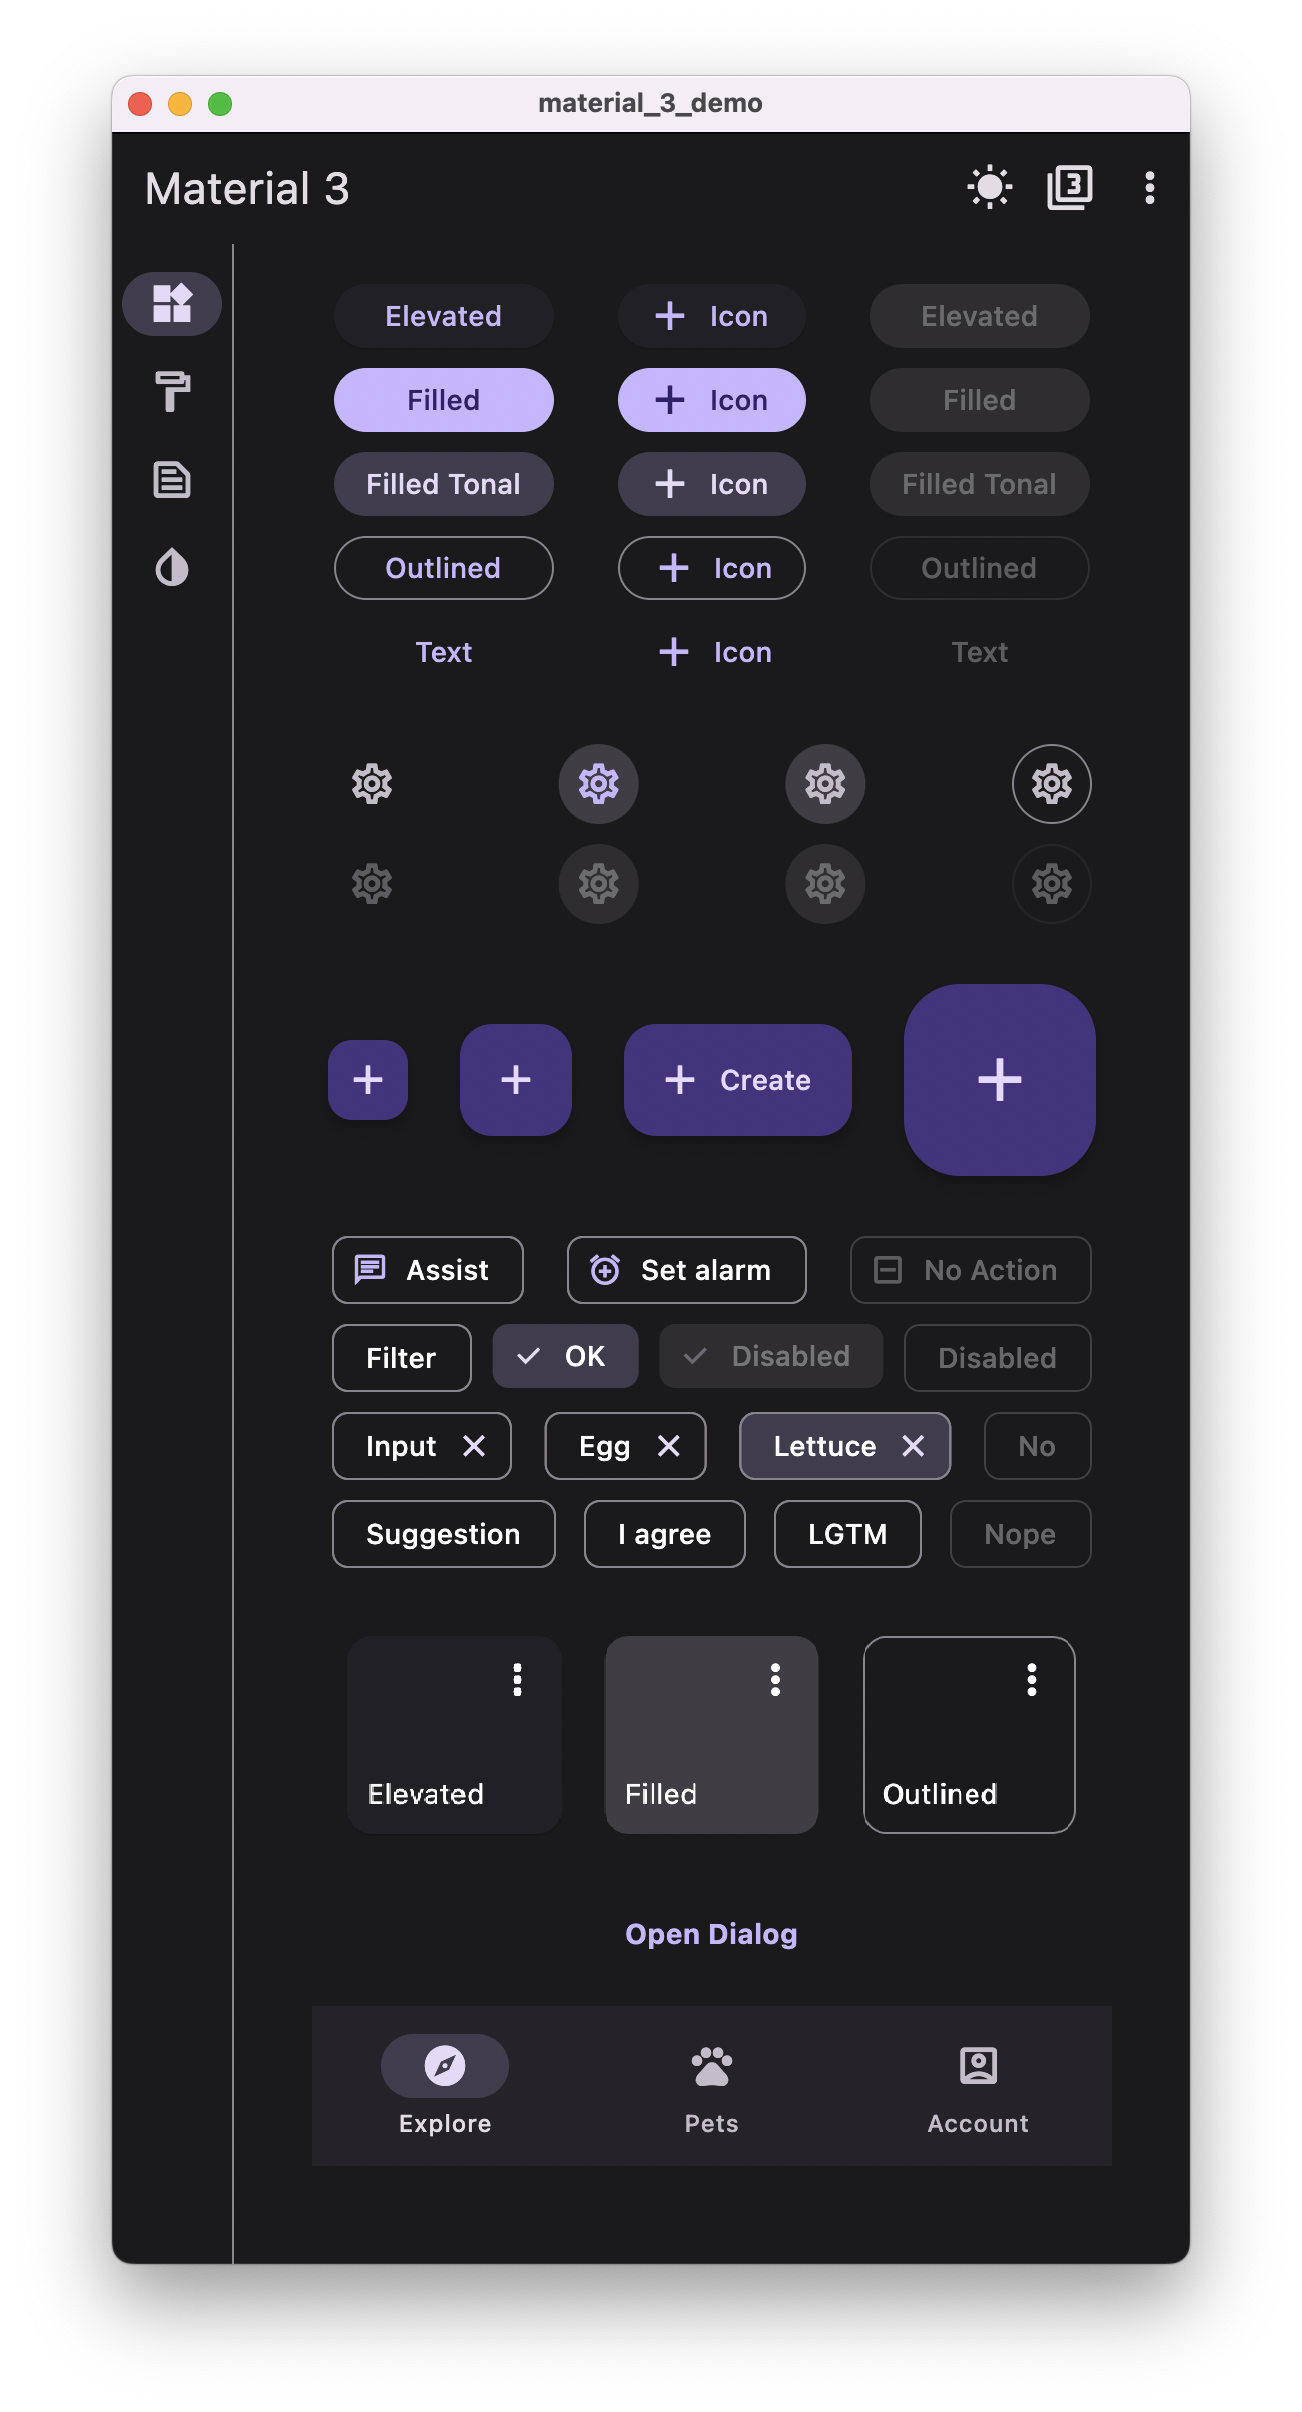 material_3_demo
Material 3
3
Elevated Icon Elevated
Filled Icon Filled
Filled Tonal Icon Filled Tonal
Outlined Icon Outlined
Text Icon Text
Create
Assist Set alarm No Action
Filter OK Disabled Disabled
Input Egg Lettuce No
Suggestion I agree LGTM Nope
Elevated Filled Outlined
Open Dialog
Explore Pets Account